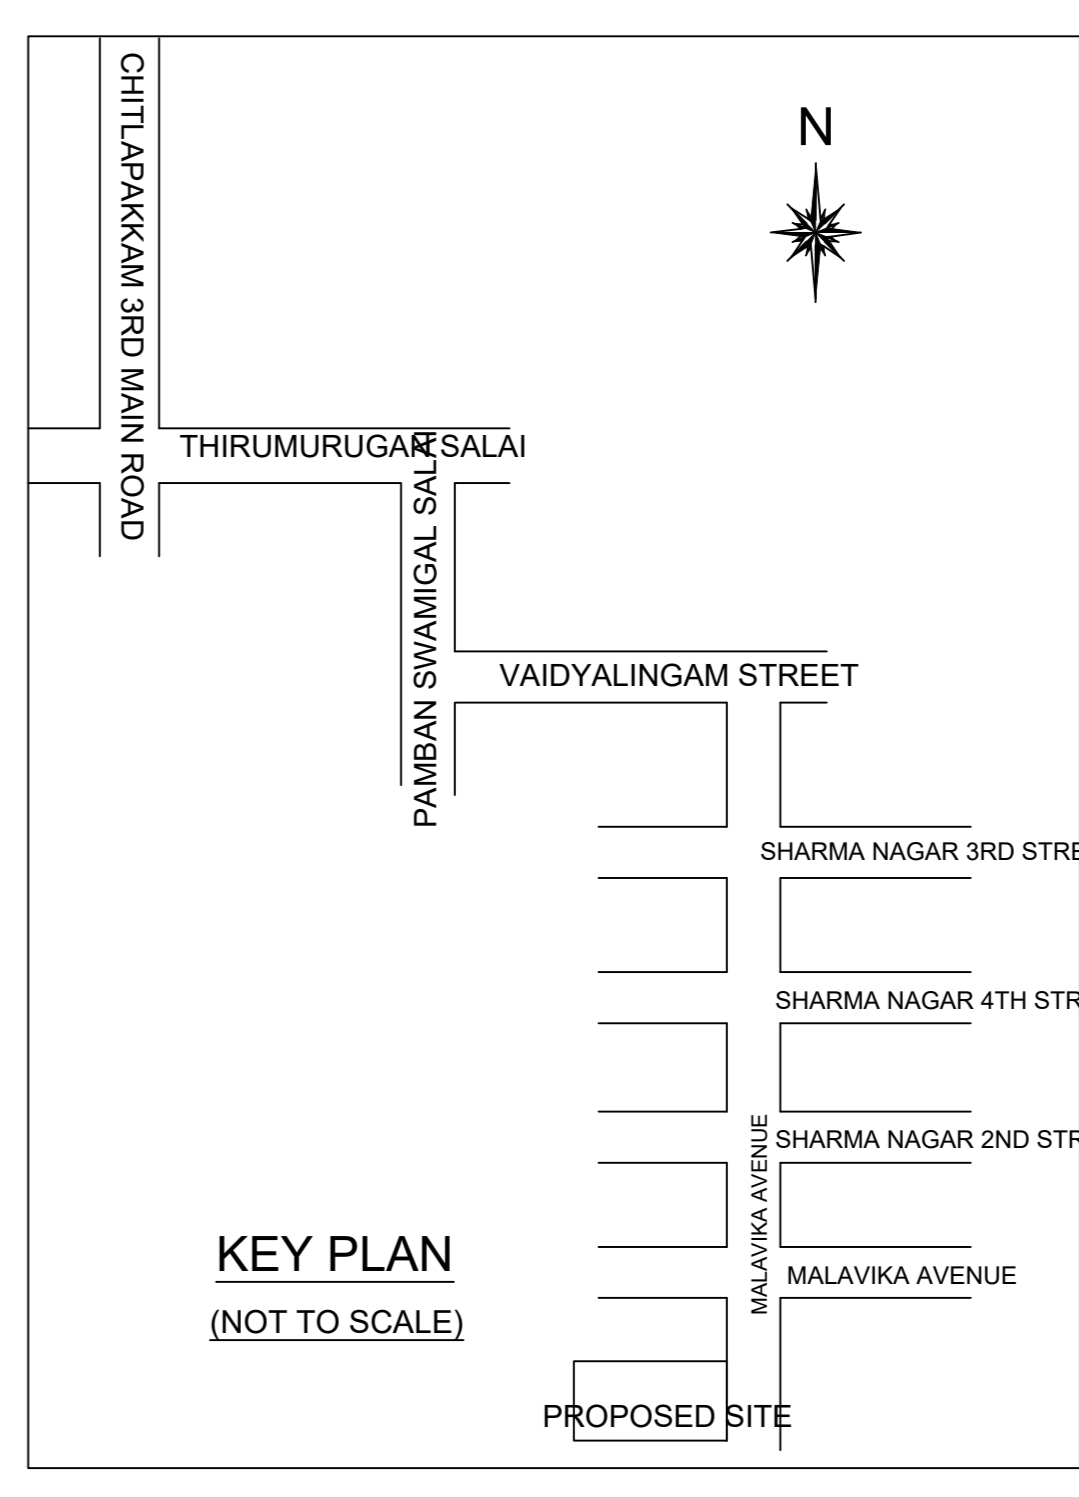 CHITLAPAKKAM 3RD MAIN ROAD
N
THIRUMURUGAN SALAI
PAMBAN SWAMIGAL SALAI
VAIDYALINGAM STREET
SHARMA NAGAR 3RD STRE
SHARMA NAGAR 4TH STR
SHARMA NAGAR 2ND STR
MALAVIKA AVENUE
MALAVIKA AVENUE
KEY PLAN
(NOT TO SCALE)
PROPOSED SITE